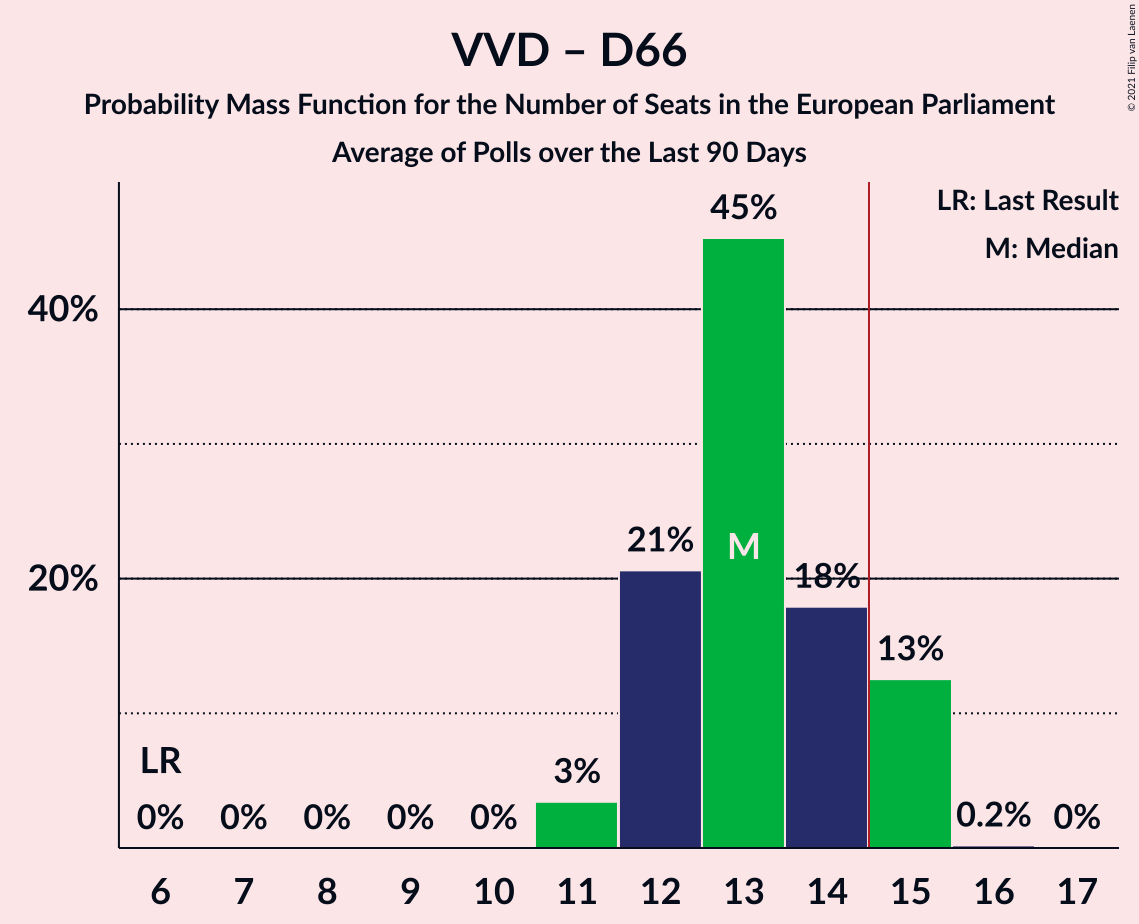 VVD – D66
Probability Mass Function for the Number of Seats in the European Parliament
Average of Polls over the Last 90 Days
© 2021 Filip van Laenen
LR: Last Result
M: Median
45%
40%
21%
M
20%
18%
13%
LR
3%
0% 0% 0% 0% 0% 0.2% 0%
6 7 8 9 10 11 12 13 14 15 16 17